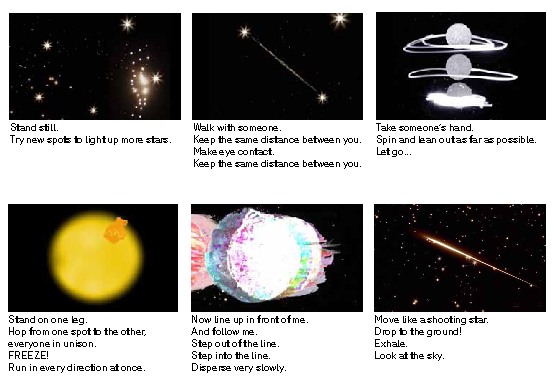 Stand still.
Try new spots to light up more stars.
Walk with someone.
Keep the same distance between you.
Make eye contact.
Keep the same distance between you.
Take someone's hand.
Spin and lean out as far as possible.
Let go...
Stand on one leg.
Hop from one spot to the other,
everyone in unison.
FREEZE!
Run in every direction at once.
Now line up in front of me.
And follow me.
Step out of the line.
Step into the line.
Disperse very slowly.
Move like a shooting star.
Drop to the ground!
Exhale.
Look at the sky.